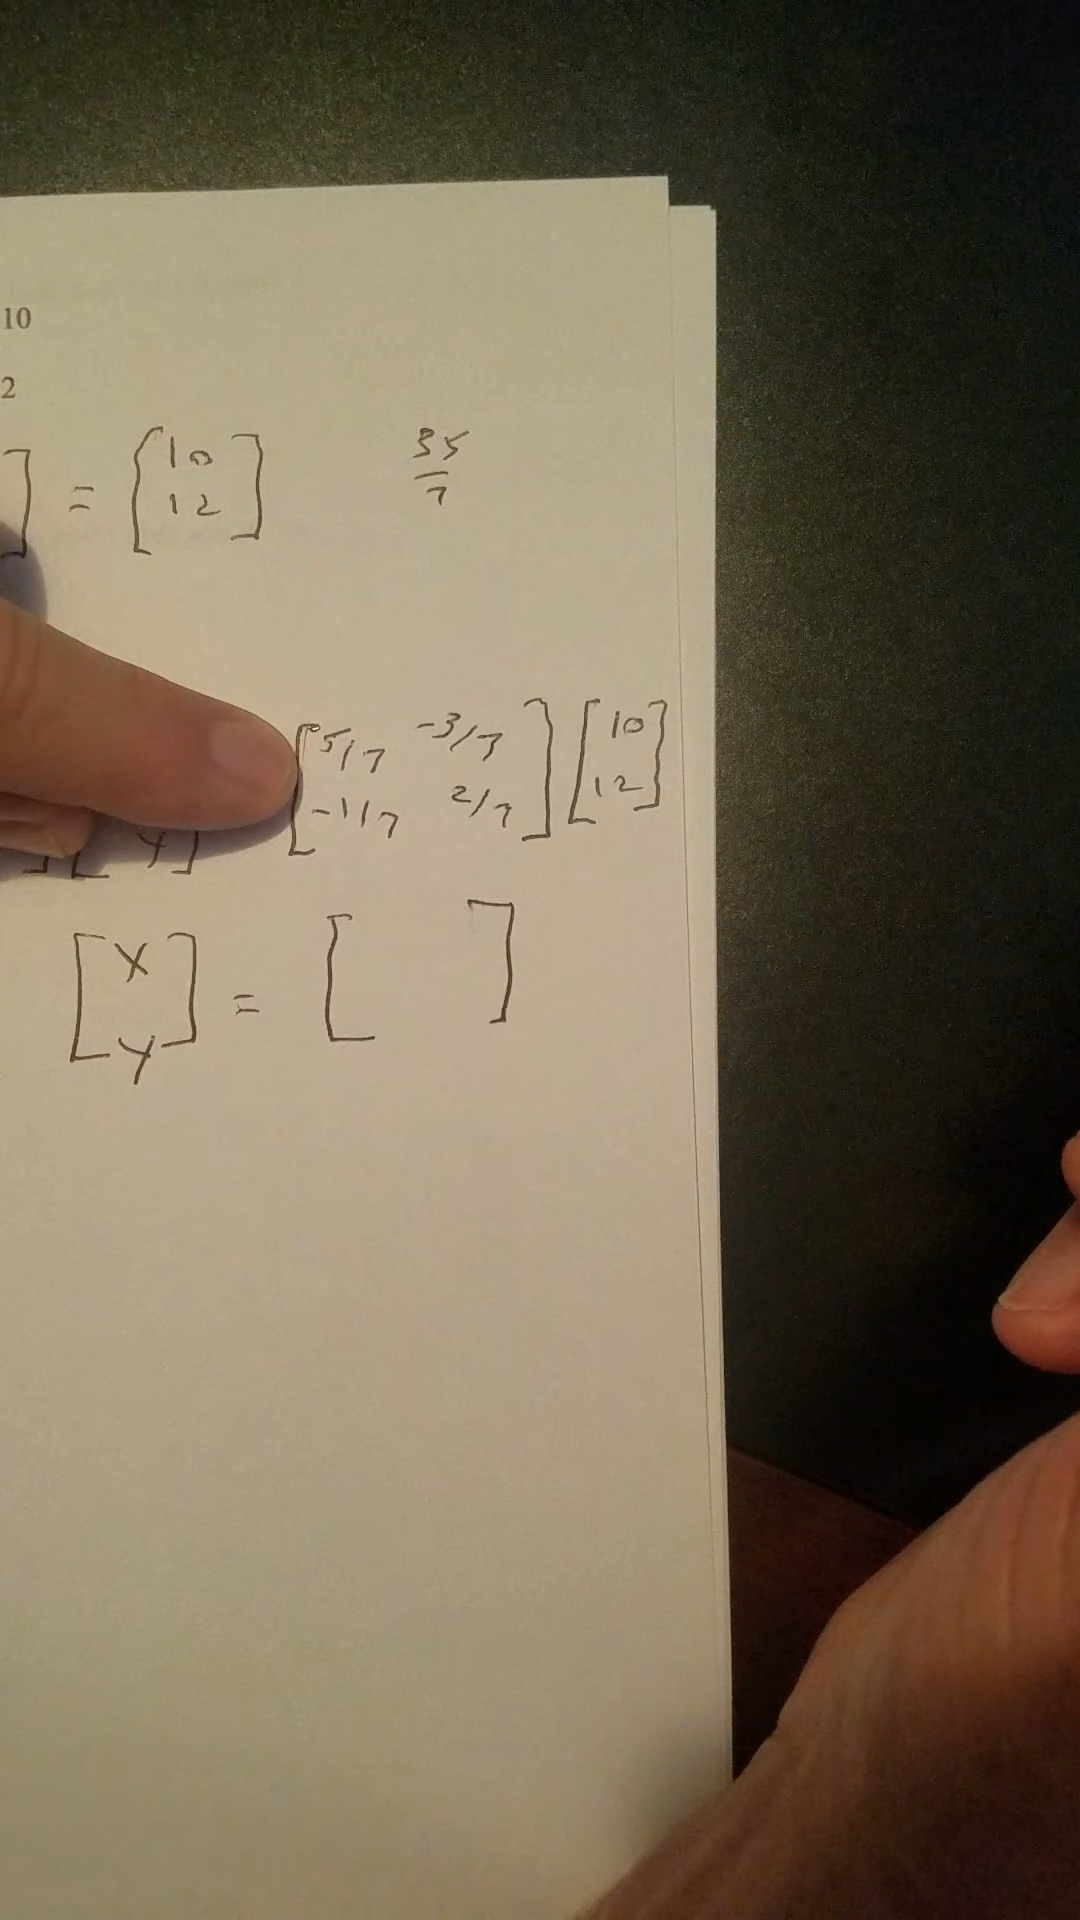 10
2
] = [10
12] 35/7
[5/7 -3/7
-1/7 2/7] [10
12]
][ y]
[x
y] = [ ]